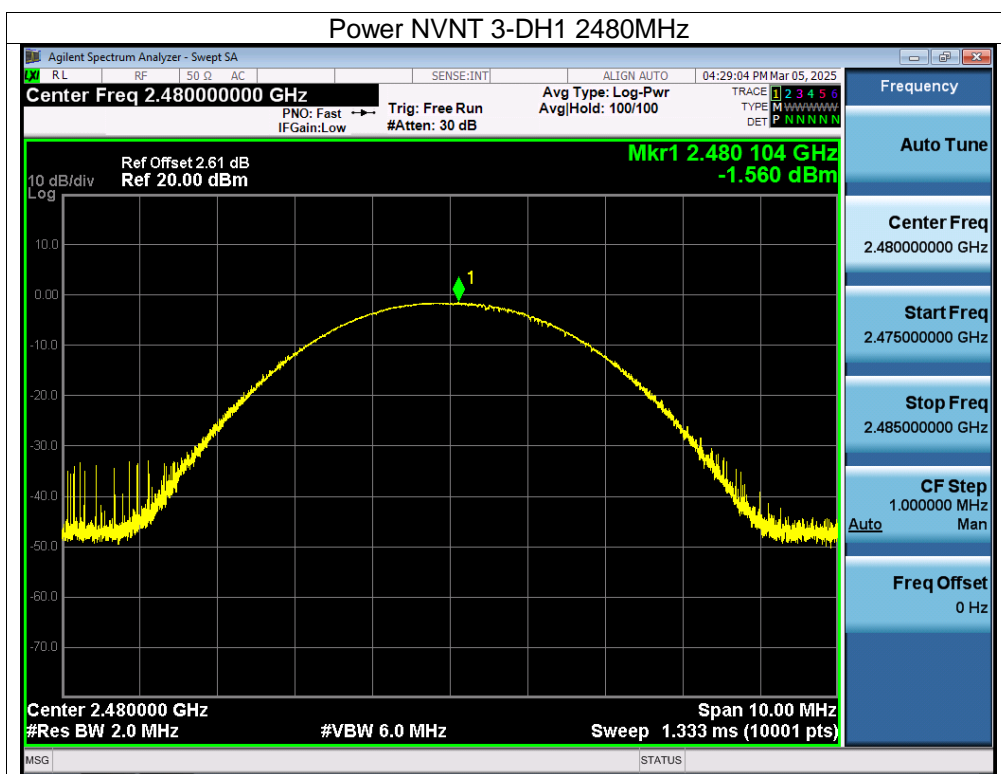 Power NVNT 3-DH1 2480MHz
Agilent Spectrum Analyzer - Swept SA
LXI RL RF 50 Ω AC SENSE:INT ALIGN AUTO 04:29:04 PM Mar 05, 2025
Center Freq 2.480000000 GHz
PNO: Fast
IFGain:Low
Trig: Free Run
#Atten: 30 dB
Avg Type: Log-Pwr
Avg|Hold: 100/100
TRACE 1 2 3 4 5 6
TYPE M WWWWW
DET P N N N N N
Mkr1 2.480 104 GHz
-1.560 dBm
Ref Offset 2.61 dB
10 dB/div Ref 20.00 dBm
Log
1
10.0
0.00
-10.0
-20.0
-30.0
-40.0
-50.0
-60.0
-70.0
Center 2.480000 GHz Span 10.00 MHz
#Res BW 2.0 MHz #VBW 6.0 MHz Sweep 1.333 ms (10001 pts)
MSG STATUS
Frequency
Auto Tune
Center Freq
2.480000000 GHz
Start Freq
2.475000000 GHz
Stop Freq
2.485000000 GHz
CF Step
1.000000 MHz
Auto Man
Freq Offset
0 Hz